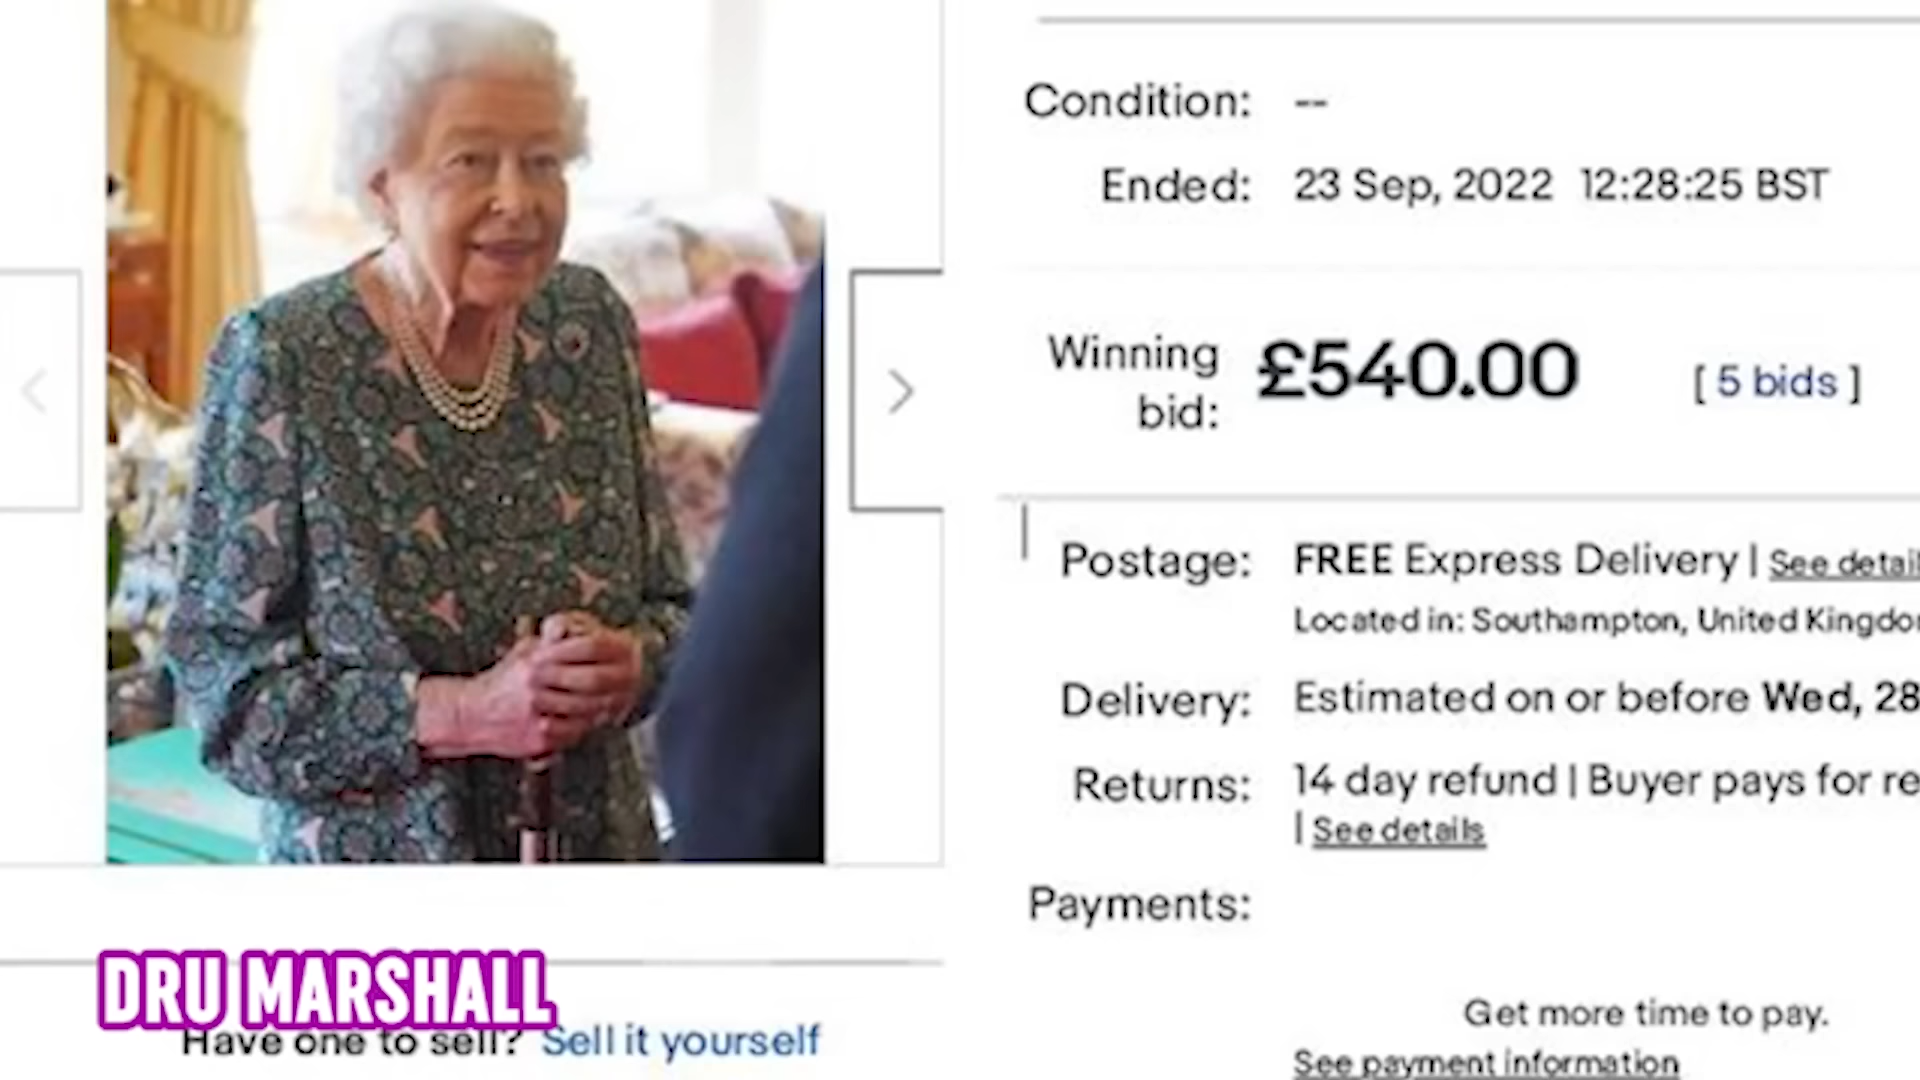 Condition: --
Ended: 23 Sep, 2022 12:28:25 BST
Winning bid: £540.00 [ 5 bids ]
Postage: FREE Express Delivery | See detail
Located in: Southampton, United Kingdo
Delivery: Estimated on or before Wed, 28
Returns: 14 day refund | Buyer pays for re
| See details
Payments:
Get more time to pay.
See payment information
DRU MARSHALL
Have one to sell? Sell it yourself